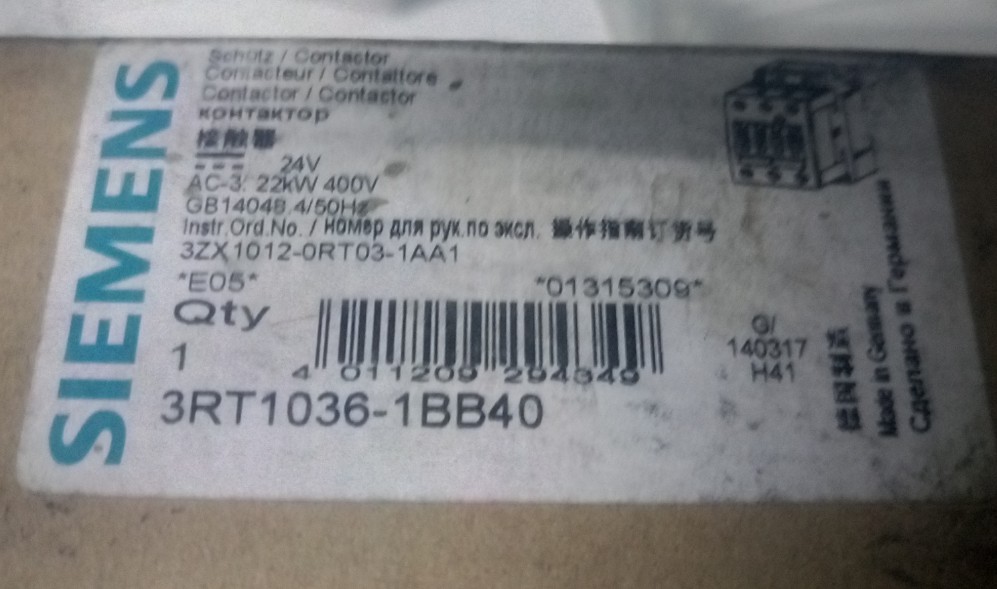 SIEMENS
Schütz / Contactor
Contacteur / Contattore
Contactor / Contactor
контактор
接触器
24V
AC-3: 22kW 400V
GB14048.4/50Hz
Instr.Ord.No. / Номер для рук.по эксл. 操作指南订货号
3ZX1012-0RT03-1AA1
*E05* *01315309*
Qty
1
4 011209 294349
3RT1036-1BB40
G/
140317
H41
德国制造
Made in Germany
Сделано в Германии